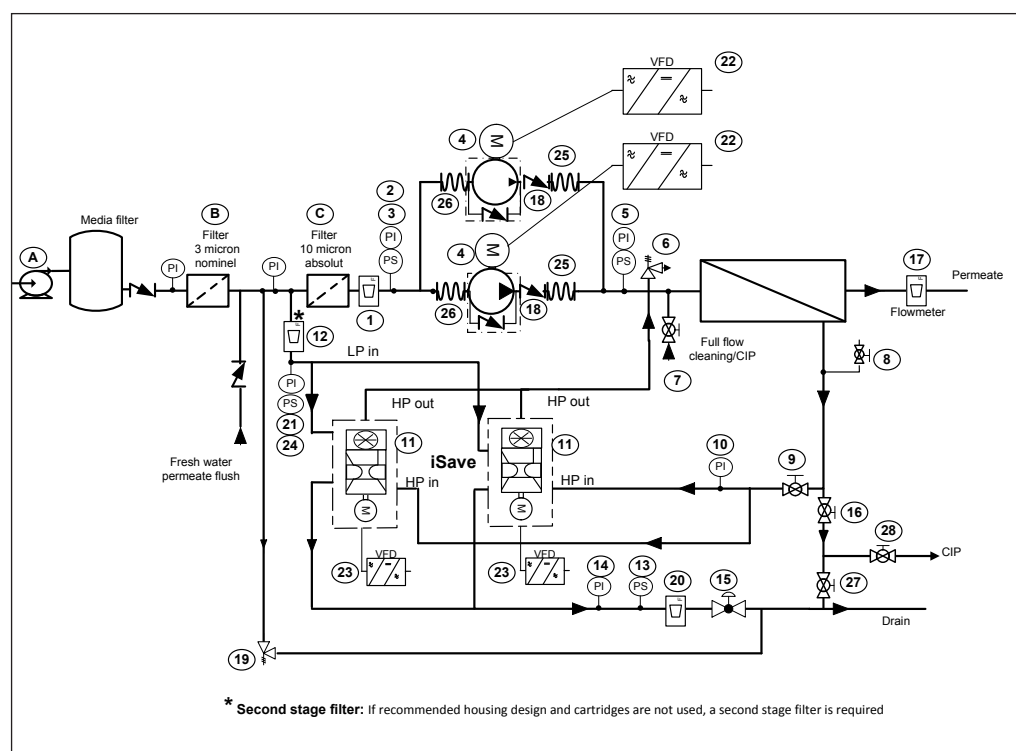 VFD
22
VFD
22
4
M
25
2
3
PI
PS
26
18
5
PI
PS
6
B
Filter
3 micron
nominel
C
Filter
10 micron
absolut
Media filter
A
PI
PI
4
M
25
26
18
1
17
Permeate
F
Flowmeter
* 
12
Full flow
cleaning/CIP
7
8
LP in
PI
PS
21
24
HP out
HP out
11
iSave
11
10
PI
9
HP in
HP in
M
M
16
28
CIP
Fresh water
permeate flush
23
VFD
23
VFD
14
PI
13
PS
20
F
15
27
Drain
19
* Second stage filter: If recommended housing design and cartridges are not used, a second stage filter is required